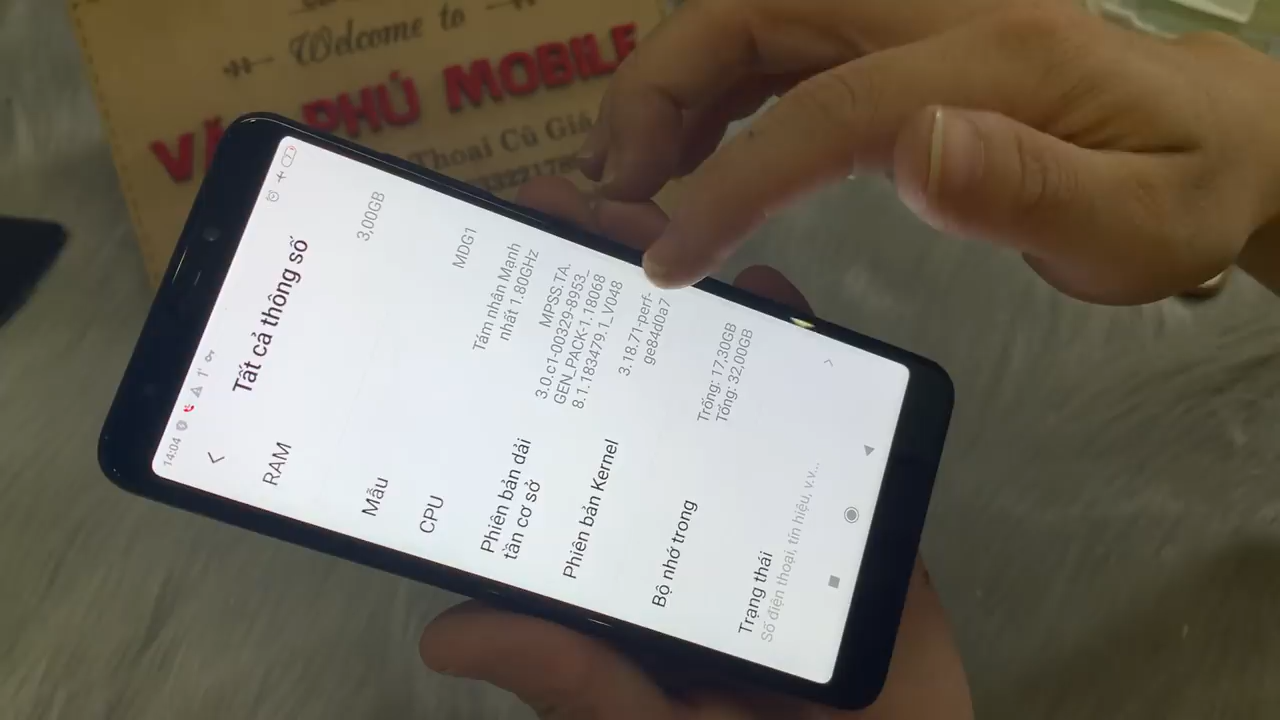 Welcome to
PHÚ MOBILE
Thoại Cũ Giá
14:04
Tất cả thông số
RAM
3,00GB
Mẫu
MDG1
CPU
Tám nhân Mạnh
nhất 1.80GHz
Phiên bản dải
tần cơ sở
MPSS.TA.
3.0.c1-00329-8953_
GEN_PACK-1.18068
8.1.183479.1_V048
Phiên bản Kernel
3.18.71-perf-
ge84d0a7
Bộ nhớ trong
Trống: 17,30GB
Tổng: 32,00GB
Trạng thái
Số điện thoại, tín hiệu, v.v...